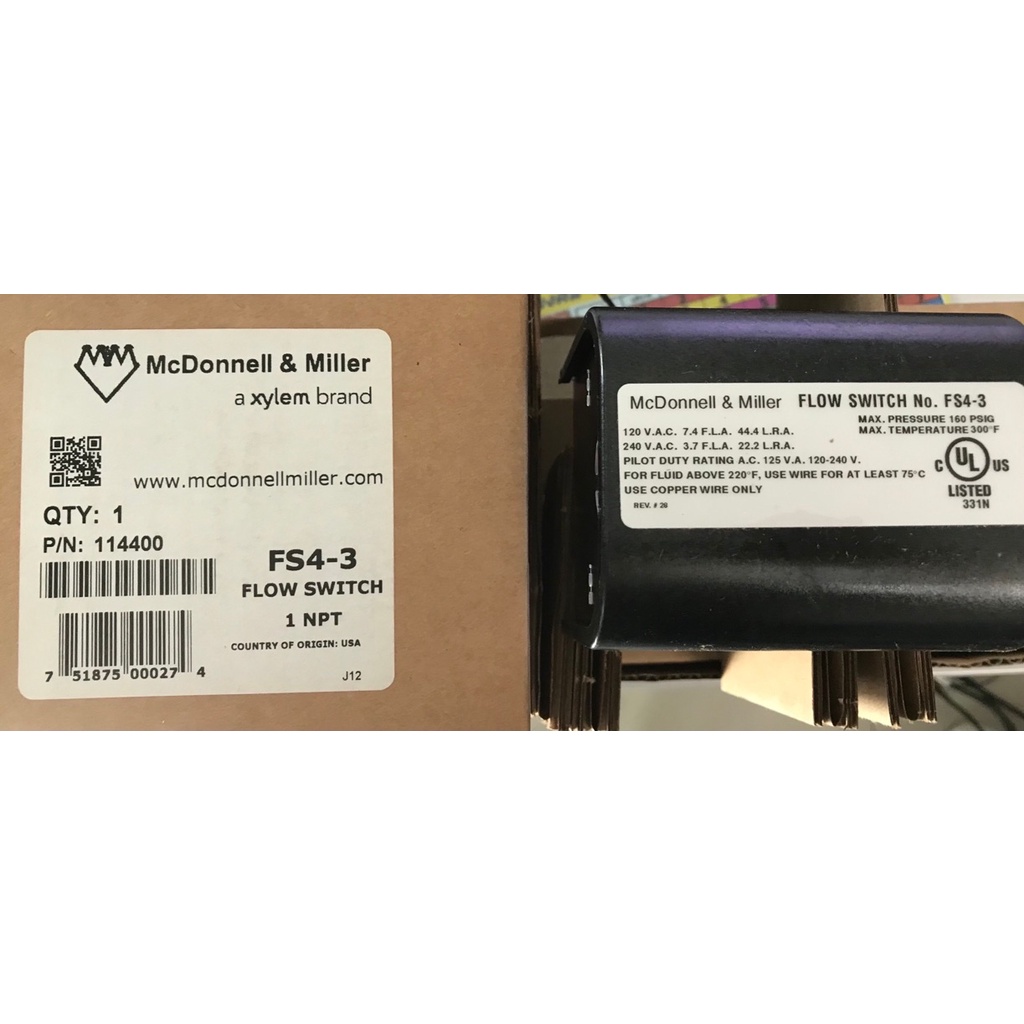 McDonnell & Miller
a xylem brand
www.mcdonnellmiller.com
QTY: 1
P/N: 114400
FS4-3
FLOW SWITCH
1 NPT
COUNTRY OF ORIGIN: USA
7 51875 00027 4
J12
McDonnell & Miller FLOW SWITCH No. FS4-3
MAX. PRESSURE 160 PSIG
MAX. TEMPERATURE 300°F
120 V.A.C. 7.4 F.L.A. 44.4 L.R.A.
240 V.A.C. 3.7 F.L.A. 22.2 L.R.A.
PILOT DUTY RATING A.C. 125 V.A. 120-240 V.
FOR FLUID ABOVE 220°F, USE WIRE FOR AT LEAST 75°C
USE COPPER WIRE ONLY
REV. # 26
C UL US
LISTED
331N